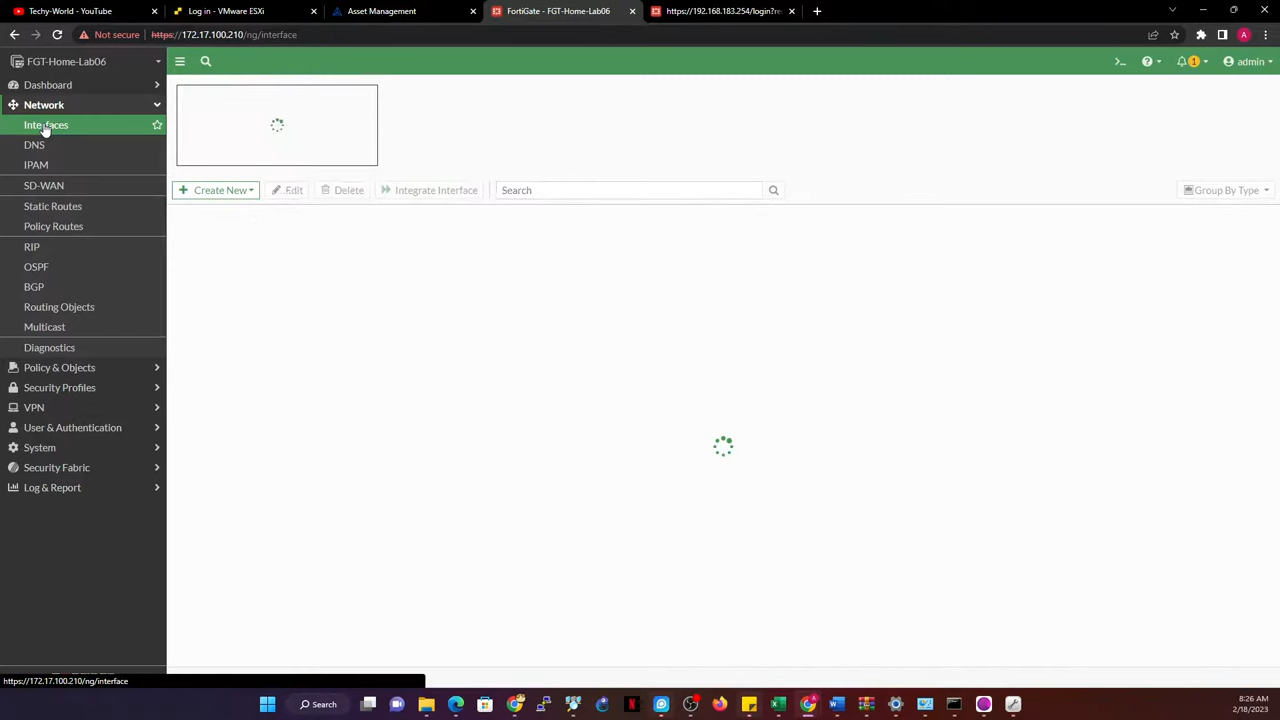 Techy-World - YouTube
Log in - VMware ESXi
Asset Management
FortiGate - FGT-Home-Lab06
https://192.168.183.254/login?re
Not secure
https://172.17.100.210/ng/interface
A
FGT-Home-Lab06
1
admin
Dashboard
Network
Interfaces
DNS
IPAM
SD-WAN
Static Routes
Policy Routes
RIP
OSPF
BGP
Routing Objects
Multicast
Diagnostics
Policy & Objects
Security Profiles
VPN
User & Authentication
System
Security Fabric
Log & Report
Create New
Edit
Delete
Integrate Interface
Search
Group By Type
https://172.17.100.210/ng/interface
Search
8:26 AM
2/18/2023